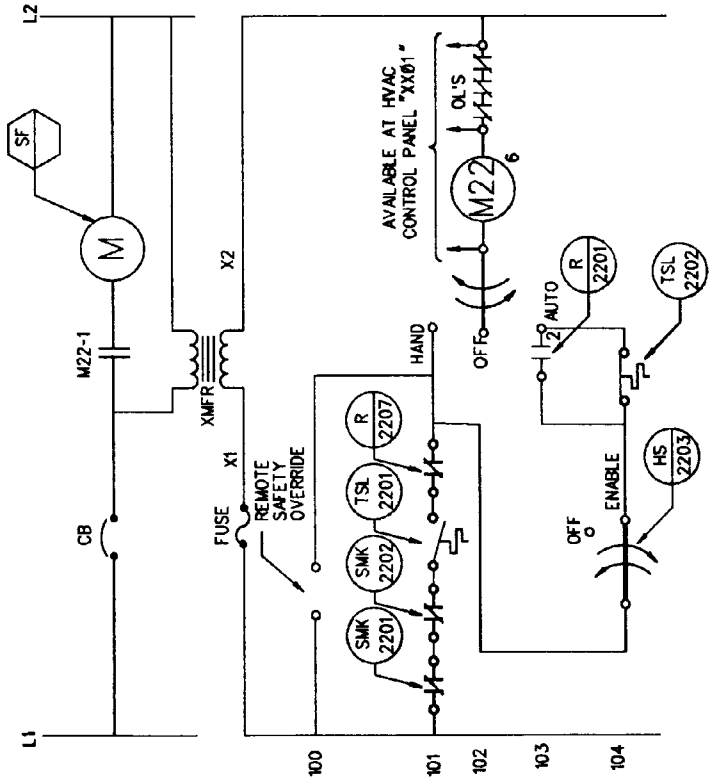 L1
L2
SF
M
M22-1
CB
XMFR
X1
X2
FUSE
REMOTE
SAFETY
OVERRIDE
100
SMK
2201
SMK
2202
TSL
2201
R
2207
HAND
101
AVAILABLE AT HVAC
CONTROL PANEL "XX01"
OL'S
M22
6
102
OFF
103
AUTO
2
R
2201
104
OFF
ENABLE
HS
2203
TSL
2202